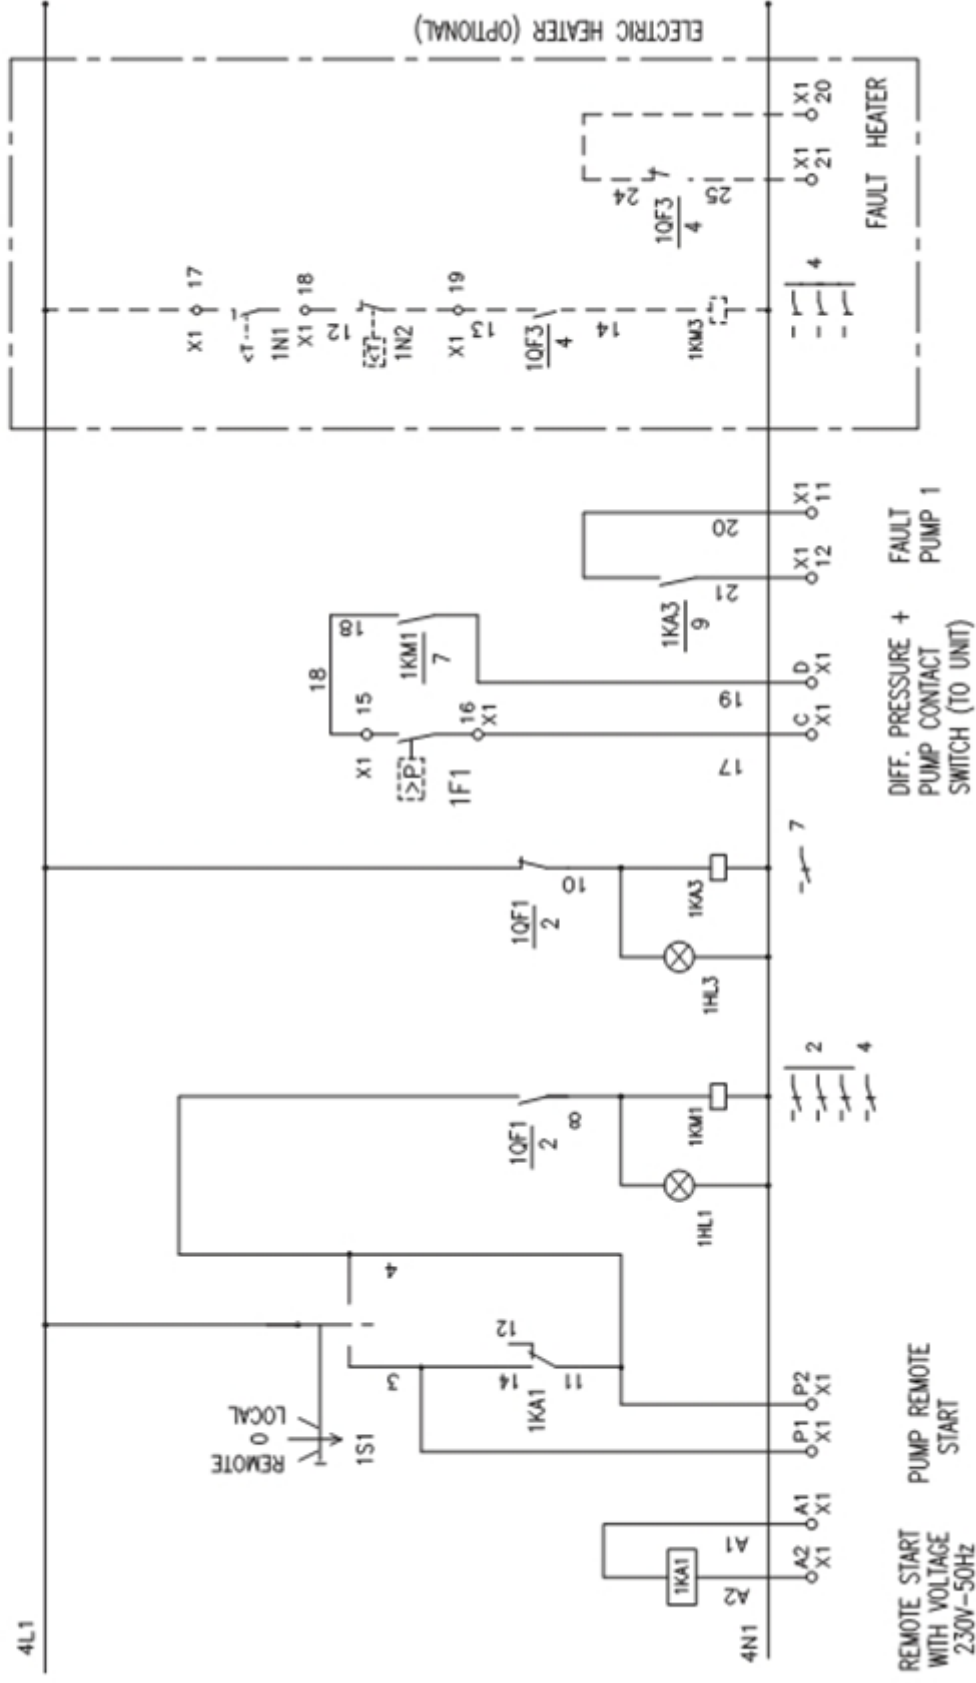 4L1
4N1
ELECTRIC HEATER (OPTIONAL)
REMOTE
0
LOCAL
1S1
3
4
14
12
11
1KA1
1KA1
A2
A1
A2
X1
A1
X1
P1
X1
P2
X1
REMOTE START
WITH VOLTAGE
230V-50Hz
PUMP REMOTE
START
1QF1
2
8
1HL1
1KM1
2
4
1QF1
2
10
1HL3
1KA3
7
18
X1
15
>P
1F1
16
X1
18
1KM1
7
17
19
C
X1
D
X1
DIFF. PRESSURE +
PUMP CONTACT
SWITCH (TO UNIT)
1KA3
9
21
20
X1
12
X1
11
FAULT
PUMP 1
X1
17
<T
1N1
X1
18
12
<T
1N2
X1
19
13
1QF3
4
14
1KM3
4
1QF3
4
24
25
X1
21
X1
20
FAULT HEATER